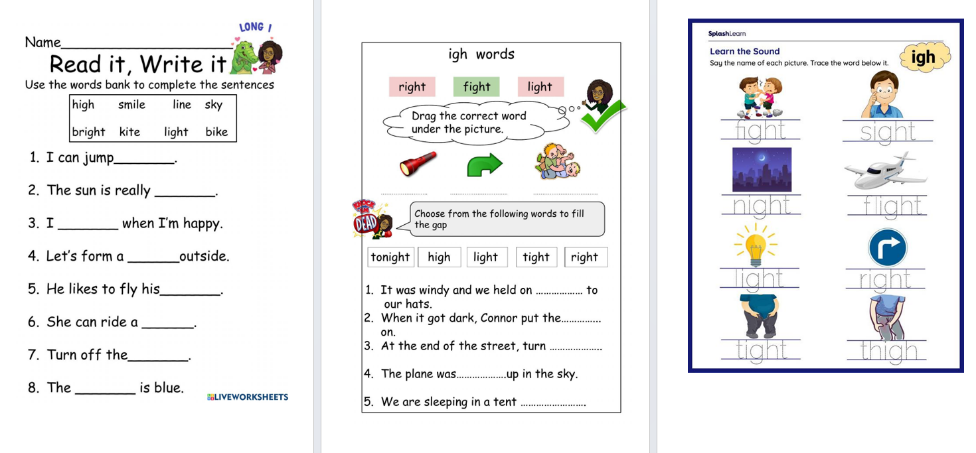 LONG I
Name
Read it, Write it
Use the words bank to complete the sentences
high smile line sky
bright kite light bike
1. I can jump_______.
2. The sun is really _______.
3. I _______ when I'm happy.
4. Let's form a ______outside.
5. He likes to fly his_______.
6. She can ride a ______.
7. Turn off the_______.
8. The _______ is blue.
LIVEWORKSHEETS
igh words
right fight light
Drag the correct word
under the picture.
DEAD
Choose from the following words to fill
the gap
tonight high light tight right
1. It was windy and we held on .................. to
our hats.
2. When it got dark, Connor put the...............
on.
3. At the end of the street, turn ....................
4. The plane was...................up in the sky.
5. We are sleeping in a tent .........................
SplashLearn
Learn the Sound
Say the name of each picture. Trace the word below it.
igh
fight sight
night flight
light right
tight thigh